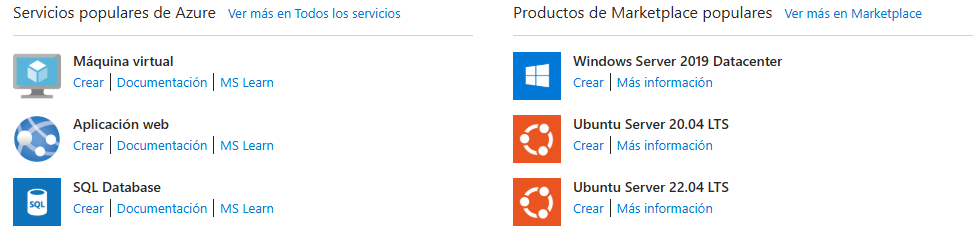 Servicios populares de Azure Ver más en Todos los servicios
Máquina virtual
Crear | Documentación | MS Learn
Aplicación web
Crear | Documentación | MS Learn
SQL Database
Crear | Documentación | MS Learn
Productos de Marketplace populares Ver más en Marketplace
Windows Server 2019 Datacenter
Crear | Más información
Ubuntu Server 20.04 LTS
Crear | Más información
Ubuntu Server 22.04 LTS
Crear | Más información